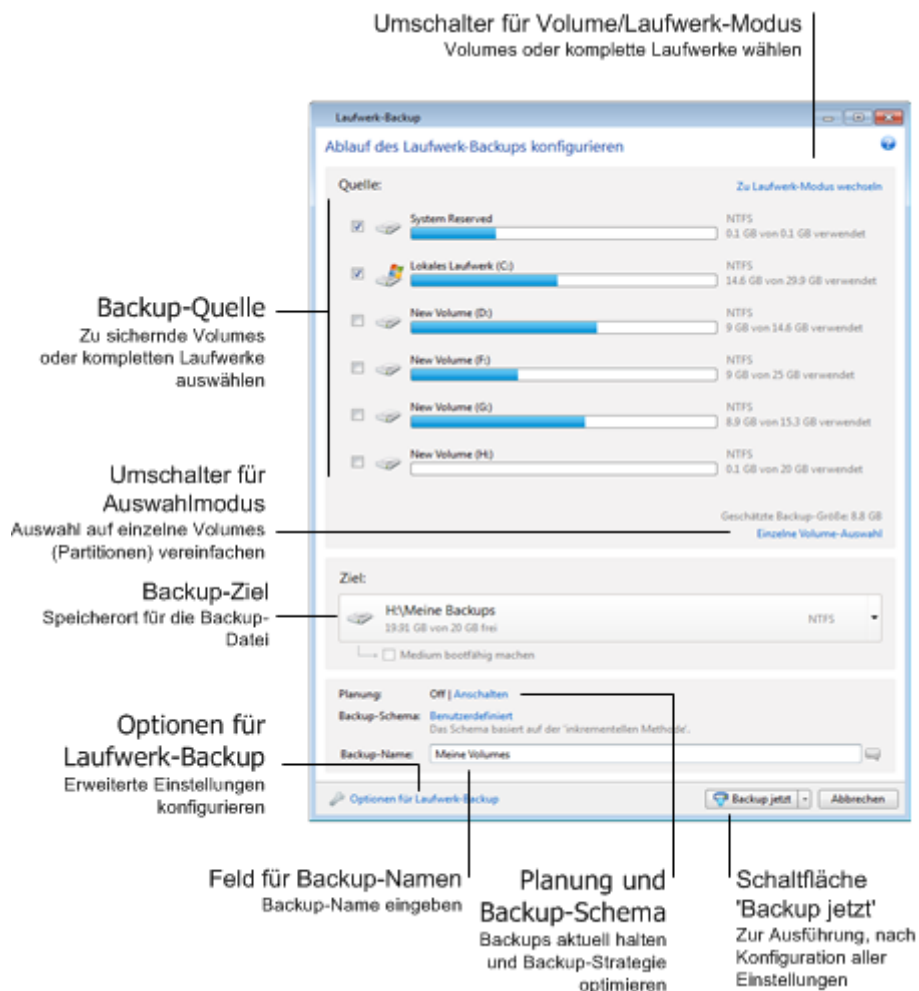 Umschalter für Volume/Laufwerk-Modus
Volumes oder komplette Laufwerke wählen
Laufwerk-Backup
Ablauf des Laufwerk-Backups konfigurieren
Quelle:
Zu Laufwerk-Modus wechseln
System Reserved
NTFS
0.1 GB von 0.1 GB verwendet
Lokales Laufwerk (C:)
NTFS
14.6 GB von 29.9 GB verwendet
New Volume (D:)
NTFS
9 GB von 14.6 GB verwendet
New Volume (F:)
NTFS
9 GB von 25 GB verwendet
New Volume (G:)
NTFS
8.9 GB von 15.3 GB verwendet
New Volume (H:)
NTFS
0.1 GB von 20 GB verwendet
Backup-Quelle
Zu sichernde Volumes
oder kompletten Laufwerke
auswählen
Umschalter für
Auswahlmodus
Auswahl auf einzelne Volumes
(Partitionen) vereinfachen
Geschätzte Backup-Größe: 8.8 GB
Einzelne Volume-Auswahl
Backup-Ziel
Speicherort für die Backup-
Datei
Ziel:
H:\Meine Backups
19.91 GB von 20 GB frei
NTFS
Medium bootfähig machen
Optionen für
Laufwerk-Backup
Erweiterte Einstellungen
konfigurieren
Planung: Off | Anschalten
Backup-Schema: Benutzerdefiniert
Das Schema basiert auf der 'inkrementellen Methode'.
Backup-Name: Meine Volumes
Optionen für Laufwerk-Backup
Backup jetzt
Abbrechen
Feld für Backup-Namen
Backup-Name eingeben
Planung und
Backup-Schema
Backups aktuell halten
und Backup-Strategie
optimieren
Schaltfläche
'Backup jetzt'
Zur Ausführung, nach
Konfiguration aller
Einstellungen